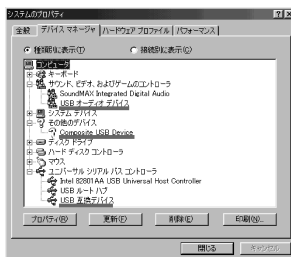 システムのプロパティ
全般 デバイス マネージャ ハードウェア プロファイル パフォーマンス
種類別に表示(T) 接続別に表示(C)
コンピュータ
キーボード
サウンド、ビデオ、およびゲームのコントローラ
SoundMAX Integrated Digital Audio
USB オーディオ デバイス
システム デバイス
その他のデバイス
Composite USB Device
ディスク ドライブ
ハード ディスク コントローラ
マウス
ユニバーサル シリアル バス コントローラ
Intel 82801AA USB Universal Host Controller
USB ルート ハブ
USB 互換デバイス
プロパティ(R) 更新(F) 削除(E) 印刷(N)...
閉じる キャンセル